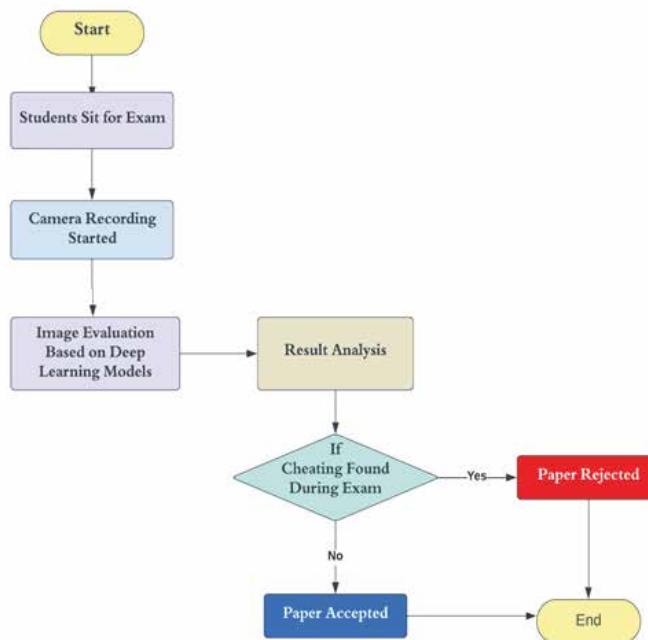 Start
Students Sit for Exam
Camera Recording
Started
Image Evaluation
Based on Deep
Learning Models
Result Analysis
If
Cheating Found
During Exam
Yes
Paper Rejected
No
Paper Accepted
End